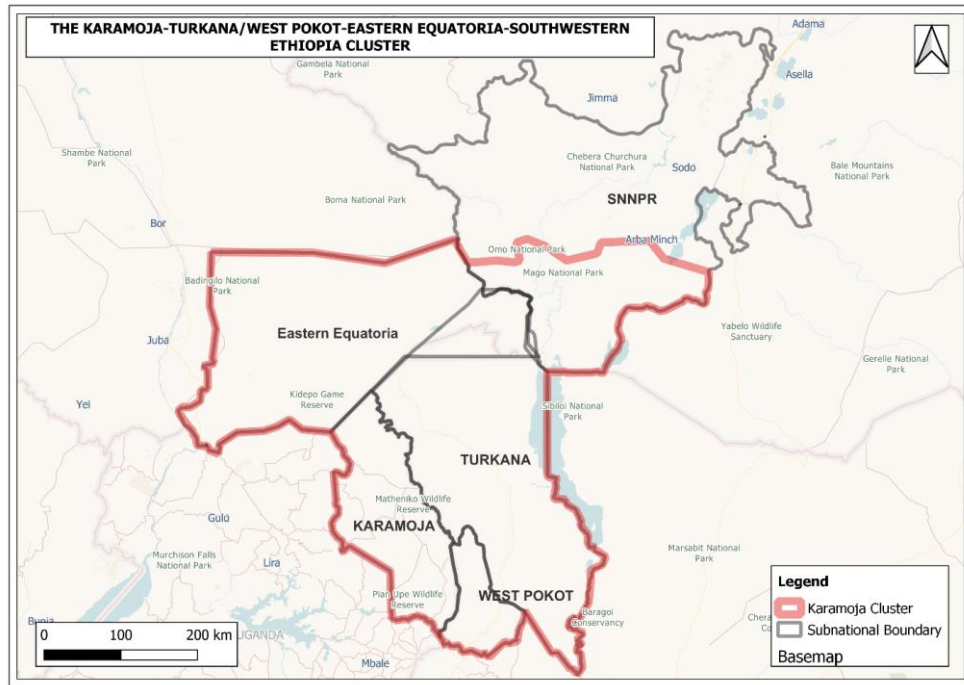 THE KARAMOJA-TURKANA/WEST POKOT-EASTERN EQUATORIA-SOUTHWESTERN
ETHIOPIA CLUSTER
Adama
Gambela National
Park
Asella
Jimma
Shambe National
Park
Chebera Churchura
National Park
Sodo
Bale Mountains
National Park
Boma National Park
SNNPR
Bor
Arba Minch
Omo National Park
Mago National Park
Badingilo National
Park
Eastern Equatoria
Yabelo Wildlife
Sanctuary
Juba
Gerelle National
Park
Kidepo Game
Reserve
Yei
Sibiloi National
Park
TURKANA
Matheniko Wildlife
Reserve
KARAMOJA
Gulu
Murchison Falls
National Park
Lira
Marsabit National
Park
Pian Upe Wildlife
Reserve
WEST POKOT
Baragoi
Conservancy
Legend
Karamoja Cluster
Subnational Boundary
Basemap
Bunia
0 100 200 km
UGANDA
Mbale